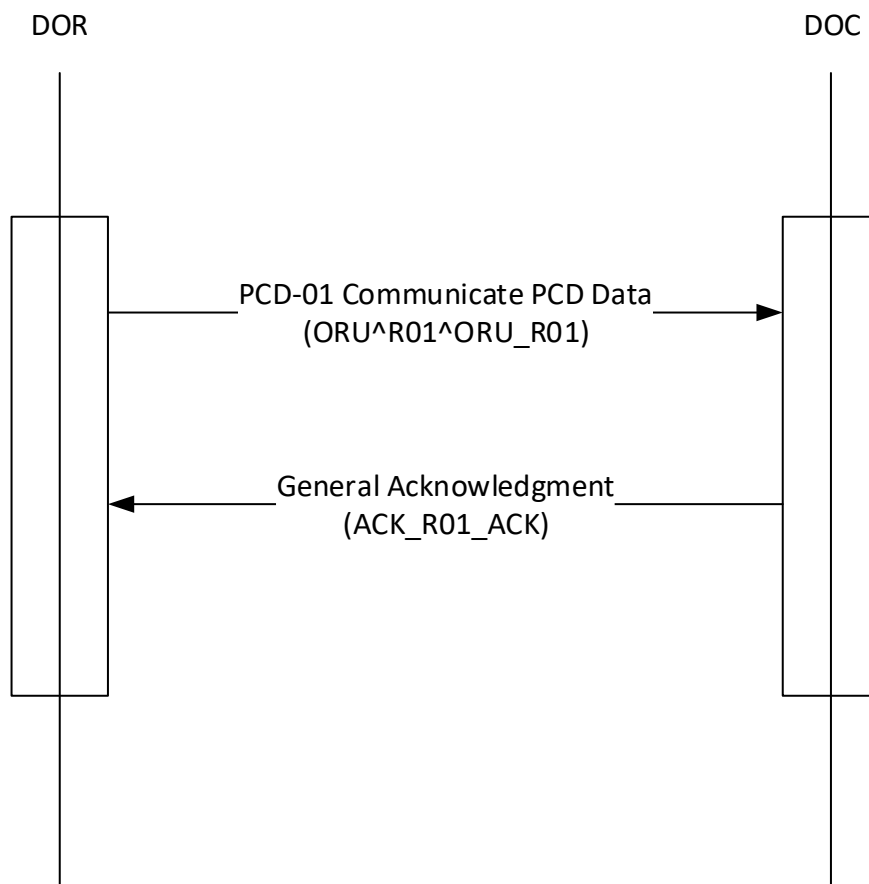 DOR
DOC
PCD-01 Communicate PCD Data
(ORU^R01^ORU_R01)
General Acknowledgment
(ACK_R01_ACK)